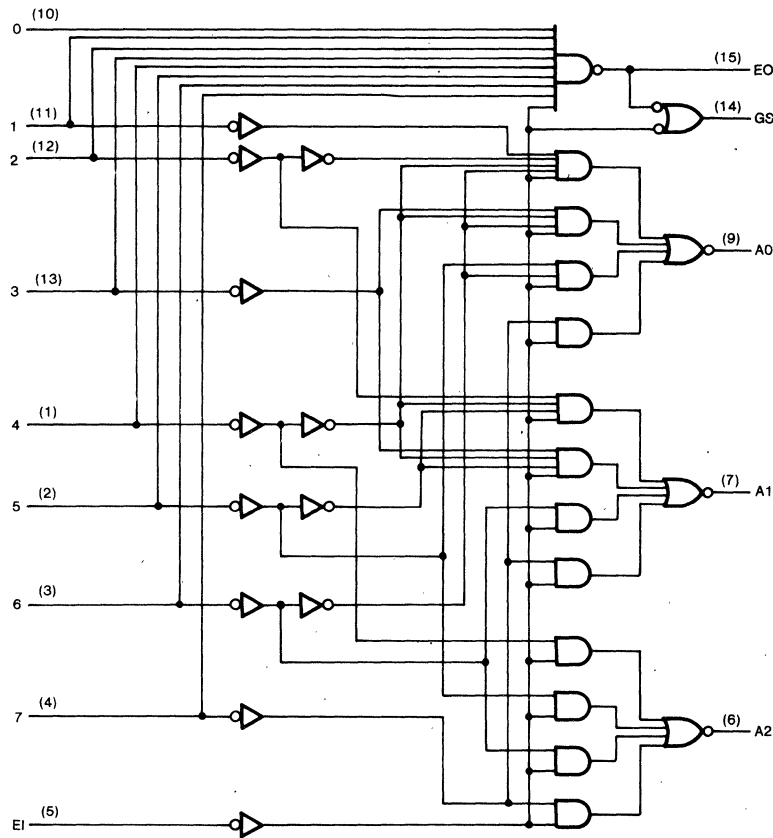 0 (10)
(15) EO
(14) GS
1 (11)
2 (12)
(9) A0
3 (13)
4 (1)
(7) A1
5 (2)
6 (3)
7 (4)
(6) A2
EI (5)